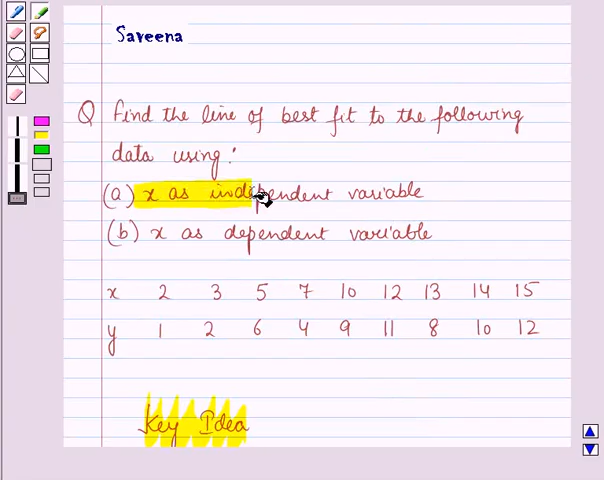 Saveena
Q Find the line of best fit to the following
data using:
(a) x as independent variable
(b) x as dependent variable
x 2 3 5 7 10 12 13 14 15
y 1 2 6 4 9 11 8 10 12
Key Idea